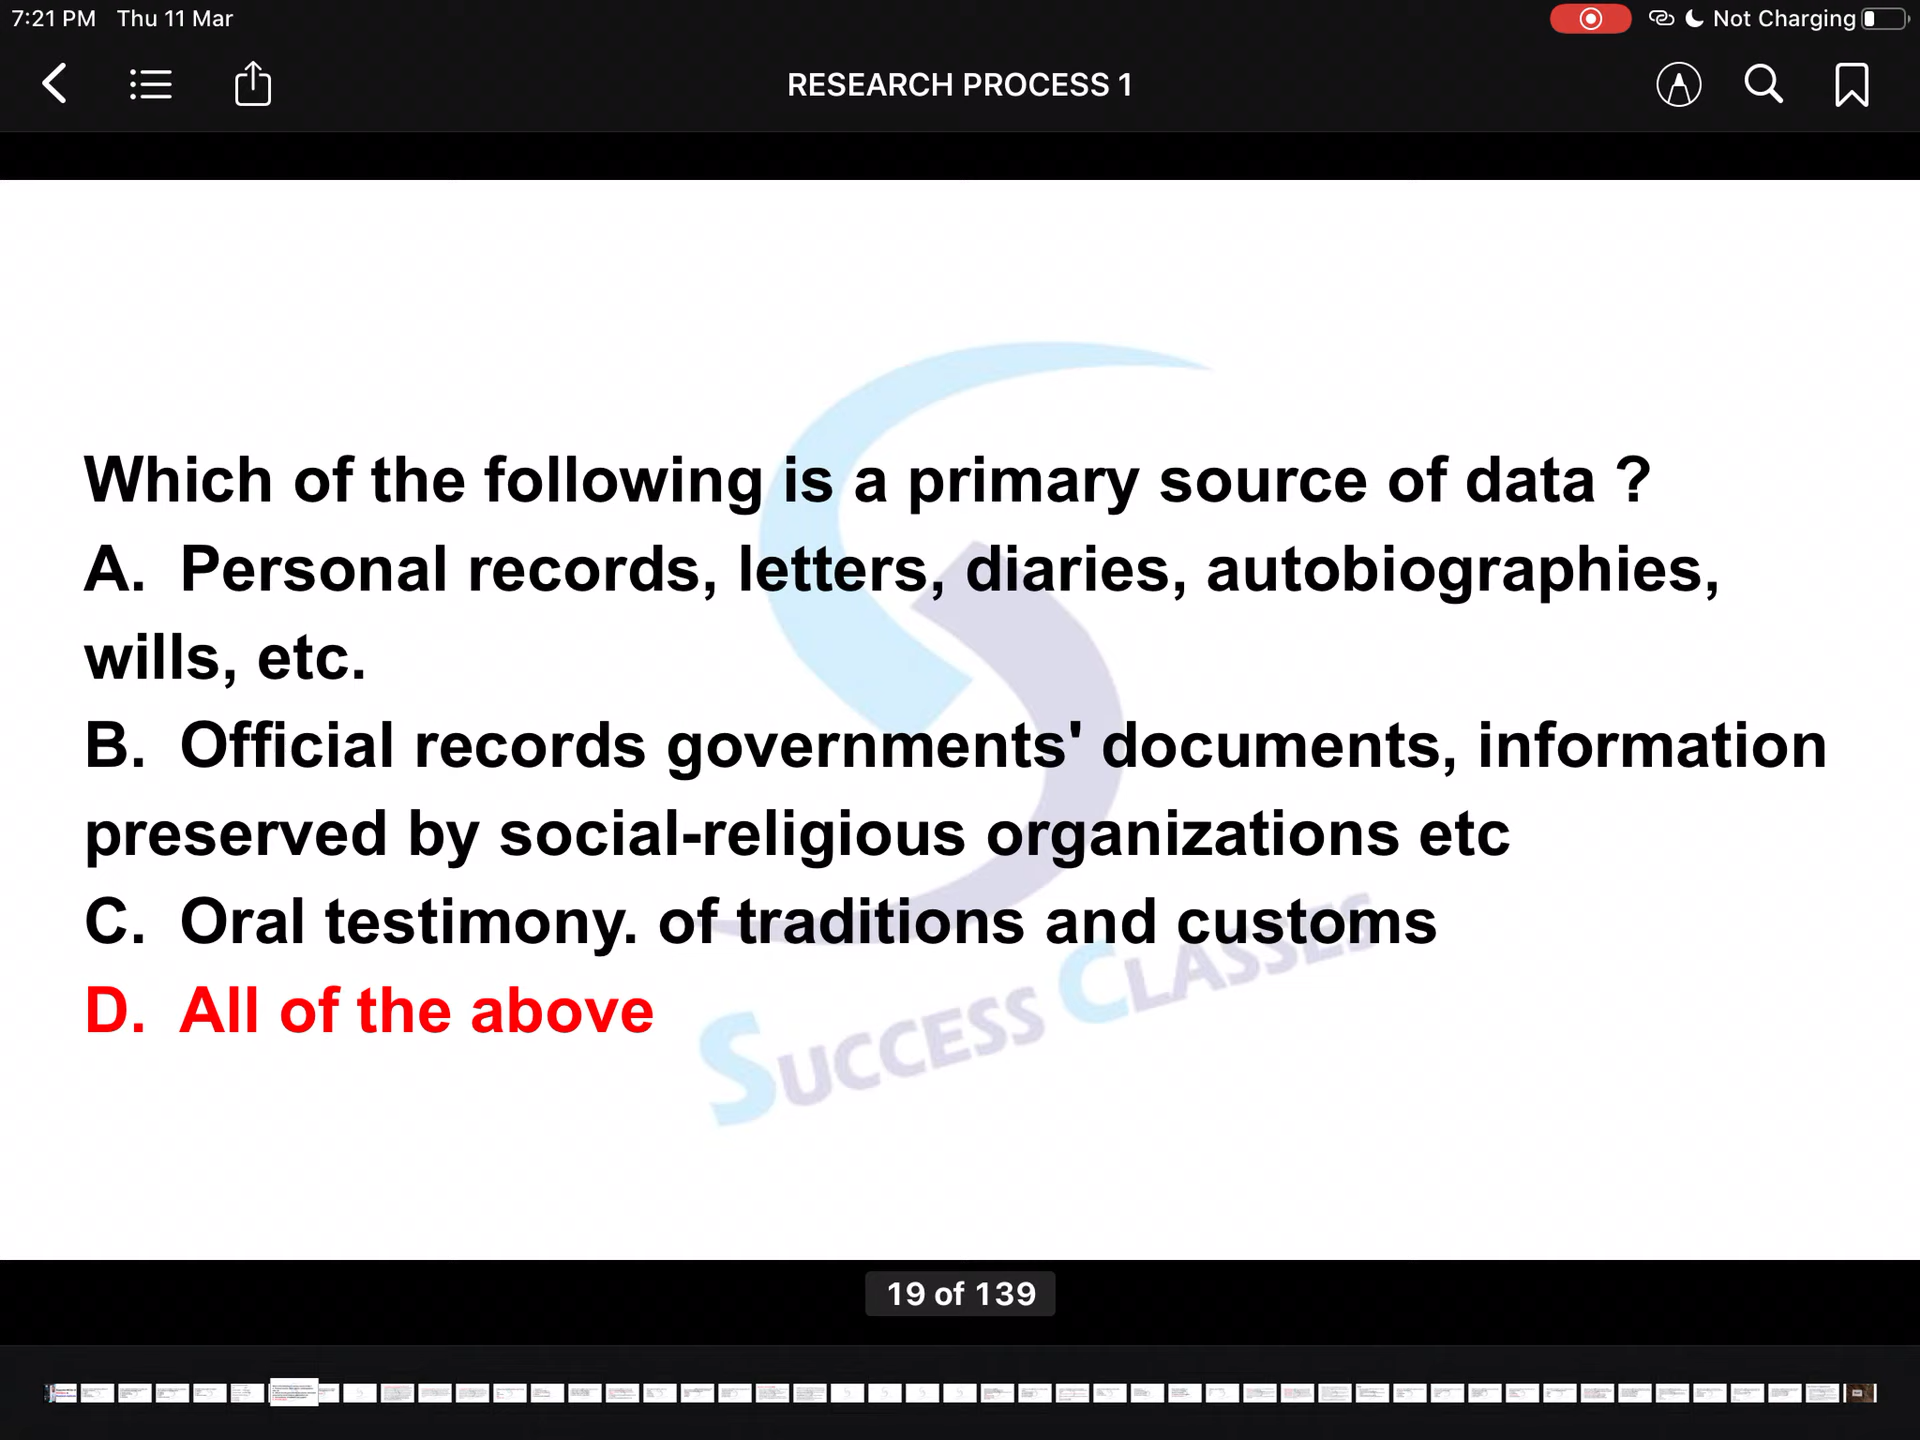 7:21 PM Thu 11 Mar
Not Charging
RESEARCH PROCESS 1
Which of the following is a primary source of data ?
A. Personal records, letters, diaries, autobiographies,
wills, etc.
B. Official records governments' documents, information
preserved by social-religious organizations etc
C. Oral testimony. of traditions and customs
D. All of the above
SUCCESS CLASSES
19 of 139